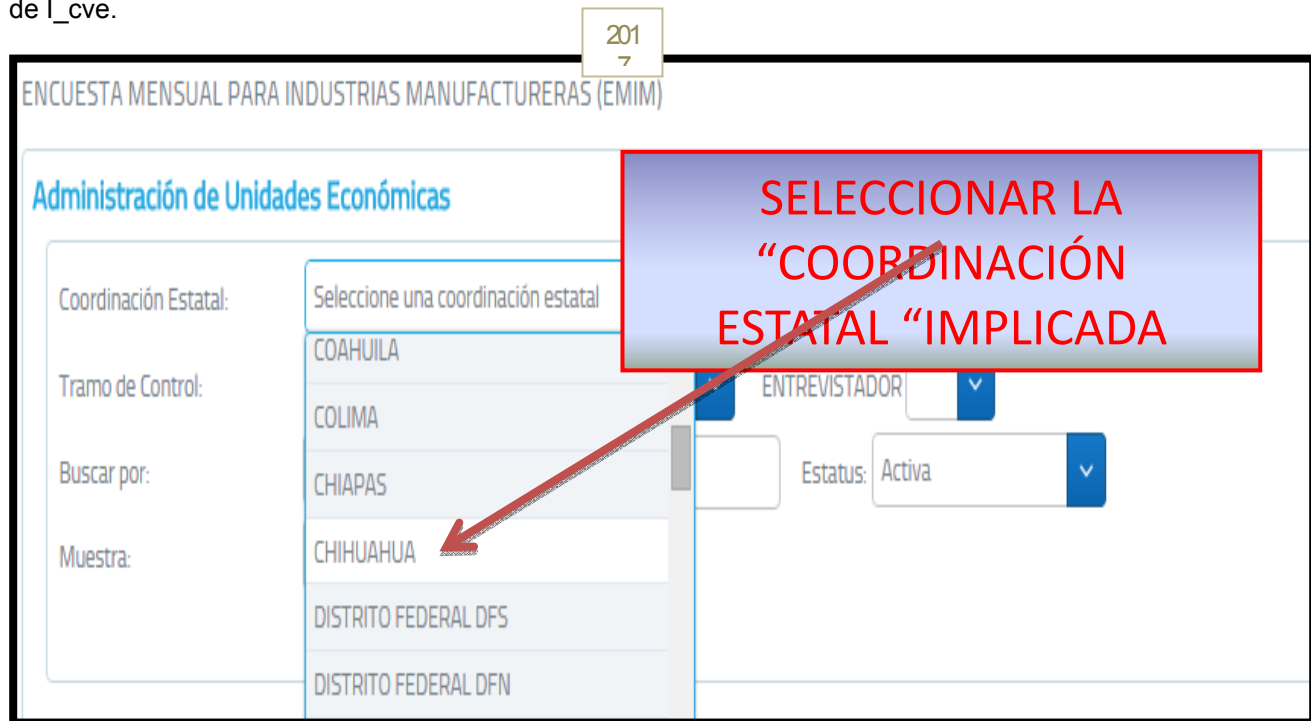 de I_cve.
201
7
ENCUESTA MENSUAL PARA INDUSTRIAS MANUFACTURERAS (EMIM)
Administración de Unidades Económicas
SELECCIONAR LA
“COORDINACIÓN
ESTATAL “IMPLICADA
Coordinación Estatal:
Seleccione una coordinación estatal
COAHUILA
Tramo de Control:
ENTREVISTADOR
COLIMA
Buscar por:
CHIAPAS
Estatus: Activa
Muestra:
CHIHUAHUA
DISTRITO FEDERAL DFS
DISTRITO FEDERAL DFN